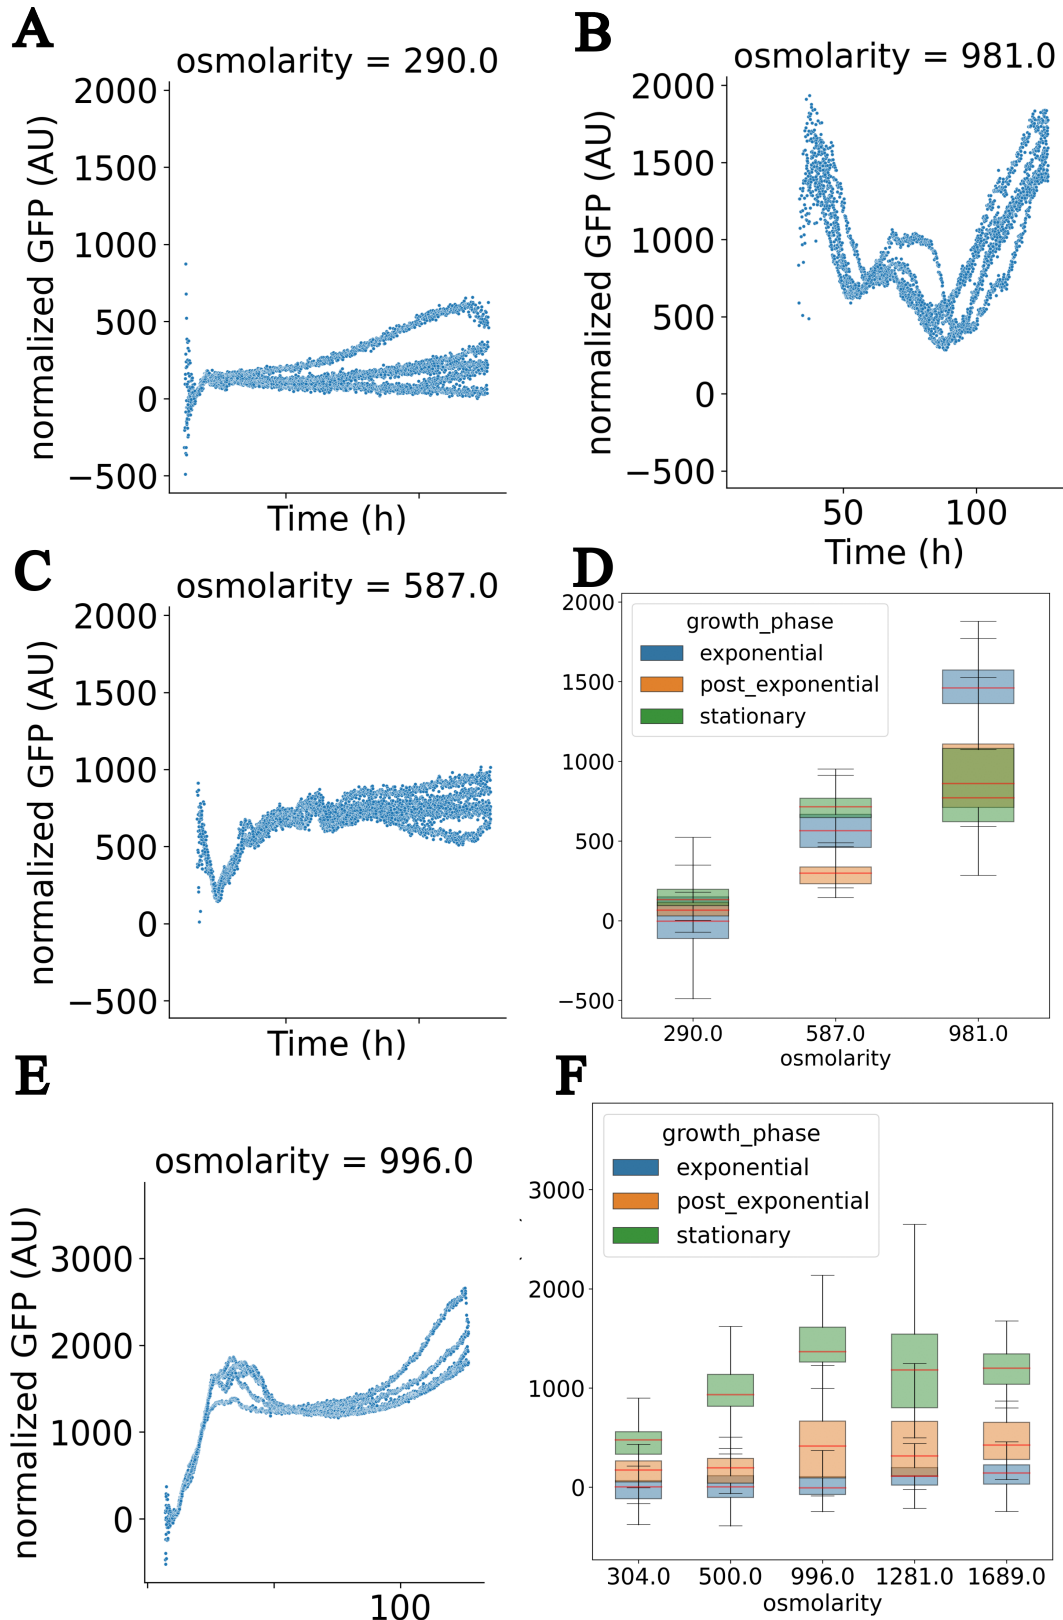 A
osmolarity = 290.0
normalized GFP (AU)
2000
1500
1000
500
0
−500
Time (h)
B
osmolarity = 981.0
normalized GFP (AU)
2000
1500
1000
500
0
−500
50 100
Time (h)
C
osmolarity = 587.0
normalized GFP (AU)
2000
1500
1000
500
0
−500
Time (h)
D
2000
1500
1000
500
0
−500
growth_phase
exponential
post_exponential
stationary
290.0 587.0 981.0
osmolarity
E
osmolarity = 996.0
normalized GFP (AU)
3000
2000
1000
0
100
F
growth_phase
exponential
post_exponential
stationary
3000
2000
1000
0
304.0 500.0 996.0 1281.0 1689.0
osmolarity